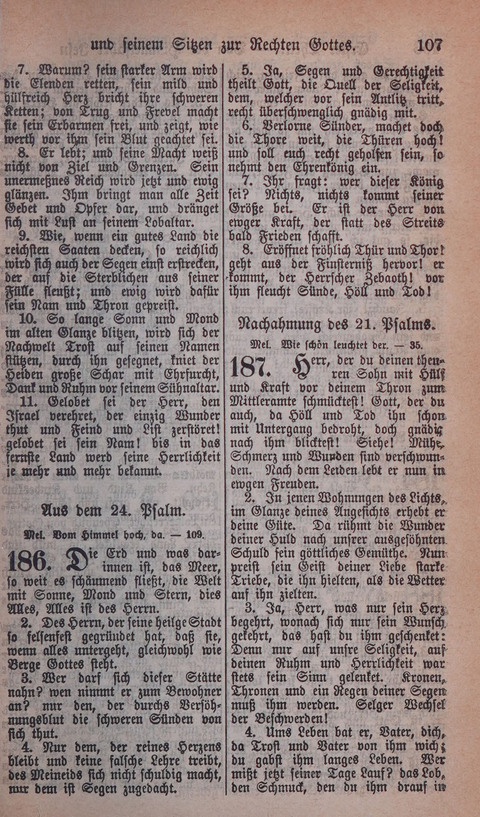 und seinem Sitzen zur Rechten Gottes. 107
7. Warum? sein starker Arm wird
die Elenden retten, sein mild und
hülfreich Herz bricht ihre schweren
Ketten; von Trug und Frevel macht
sie sein Erbarmen frei, und zeigt, wie
werth vor ihm sein Blut geachtet sei.
8. Er lebt; und seine Macht weiß
nicht von Ziel und Grenzen. Sein
unermeßnes Reich wird jetzt und ewig
glänzen. Ihm bringt man alle Zeit
Gebet und Opfer dar, und dränget
sich mit Lust an seinem Lobaltar.
9. Wie, wenn ein gutes Land die
reichsten Saaten decken, so reichlich
wird sich auch der Segen einst erstrecken,
der auf die Sterblichen aus seiner
Fülle fleußt; und ewig wird dafür
sein Nam und Thron gepreist.
10. So lange Sonn und Mond
im alten Glanze blitzen, wird sich der
Nachwelt Trost auf seinen Namen
stützen, durch ihn gesegnet, kniet der
Heiden große Schar mit Ehrfurcht,
Dank und Ruhm vor seinem Sühnaltar.
11. Gelobet sei der Herr, den
Israel verehret, der einzig Wunder
thut und Feind und List zerstöret!
gelobet sei sein Nam! bis in das
fernste Land werd seine Herrlichkeit
je mehr und mehr bekannt.
Aus dem 24. Psalm.
Mel. Vom Himmel hoch, da. — 109.
186. Die Erd und was dar-
innen ist, das Meer,
so weit es schäumend fließt, die Welt
mit Sonne, Mond und Stern, dies
Alles, Alles ist des Herrn.
2. Des Herrn, der seine heilge Stadt
so felsenfest gegründet hat, daß sie,
wenn alles untergeht, gleichwohl wie
Berge Gottes steht.
3. Wer darf sich dieser Stätte
nahn? wen nimmt er zum Bewohner
an? nur den, der durchs Versöh-
nungsblut die schweren Sünden von
sich thut.
4. Nur dem, der reines Herzens
bleibt und keine falsche Lehre treibt,
des Meineids sich nicht schuldig macht,
nur dem ist Segen zugedacht.
5. Ja, Segen und Gerechtigkeit
theilt Gott, die Quell der Seligkeit,
dem, welcher vor sein Antlitz tritt,
recht überschwenglich gnädig mit.
6. Verlorne Sünder, machet doch
die Thore weit, die Thüren hoch!
und soll euch recht geholfen sein, so
nehmt den Ehrenkönig ein.
7. Ihr fragt: wer dieser König
sei? Nichts, nichts kommt seiner
Größe bei. Er ist der Herr von
ewger Kraft, der statt des Streits
bald Frieden schafft.
8. Eröffnet fröhlich Thür und Thor!
geht aus der Finsterniß hervor! er
kommt, der Herrscher Zebaoth! vor
ihm fleucht Sünde, Höll und Tod!
Nachahmung des 21. Psalms.
Mel. Wie schön leuchtet der. — 35.
187. Herr, der du deinen theu-
ren Sohn mit Hülf
und Kraft vor deinem Thron zum
Mittleramte schmücktest! Gott, der du
auch, da Höll und Tod ihn schon
mit Untergang bedroht, doch gnädig
nach ihm blicktest! Siehe! Mühe,
Schmerz und Wunden sind verschwun-
den. Nach dem Leiden lebt er nun in
ewgen Freuden.
2. In jenen Wohnungen des Lichts,
im Glanze deines Angesichts erhebt er
deine Güte. Da rühmt die Wunder
deiner Huld nach unsrer ausgesöhnten
Schuld sein göttliches Gemüthe. Nun
preist sein Geist deiner Liebe starke
Triebe, die ihn hielten, als die Wetter
auf ihn zielten.
3. Ja, Herr, was nur sein Herz
begehrt, wonach sich nur sein Wunsch
gekehrt, das hast du ihm geschenket:
Denn nur auf unsre Seligkeit, auf
deinen Ruhm und Herrlichkeit war
stets sein Sinn gelenket. Kronen,
Thronen und ein Regen deiner Segen
muß ihm werden. Selger Wechsel
der Beschwerden!
4. Ums Leben bat er, Vater, dich,
da Trost und Vater von ihm wich;
du gabst ihm langes Leben. Wer
mißt jetzt seiner Tage Lauf? das Lob,
den Schmuck, den du ihm drauf in